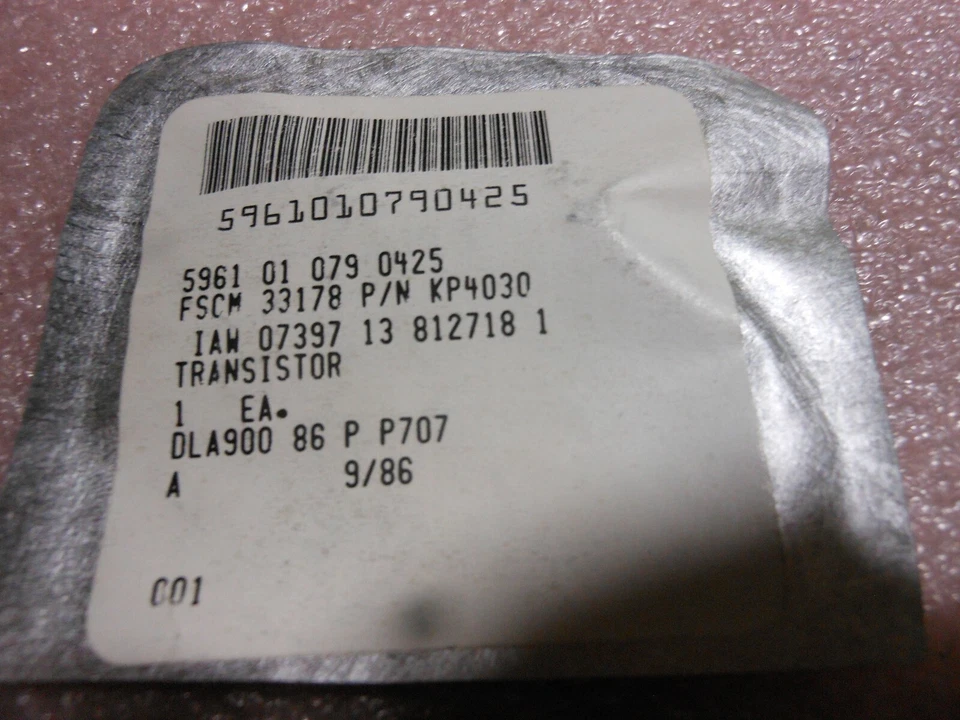 5961010790425
5961 01 079 0425
FSCM 33178 P/N KP4030
IAW 07397 13 812718 1
TRANSISTOR
1 EA.
DLA900 86 P P707
A 9/86
C01